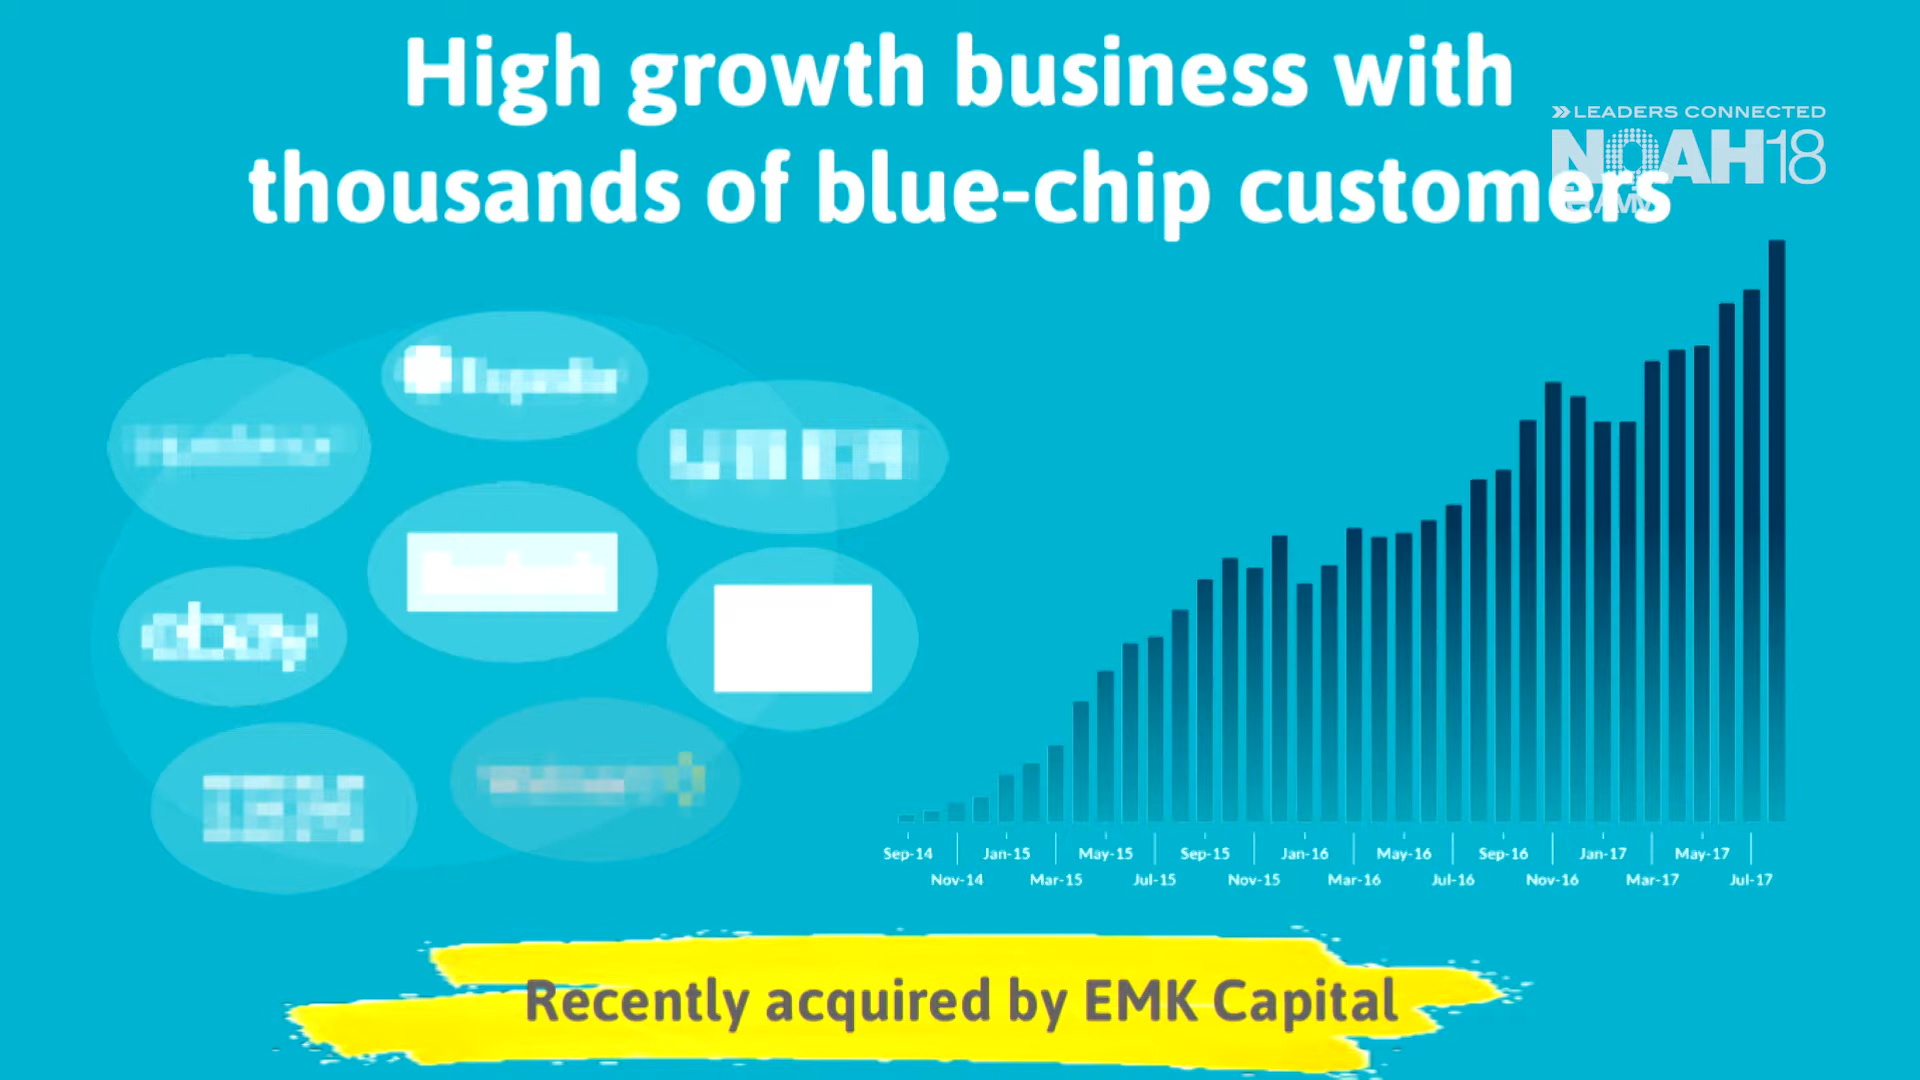 High growth business with
thousands of blue-chip customers
LEADERS CONNECTED
NOAH18
ebay
IBM
Sep-14 Jan-15 May-15 Sep-15 Jan-16 May-16 Sep-16 Jan-17 May-17
Nov-14 Mar-15 Jul-15 Nov-15 Mar-16 Jul-16 Nov-16 Mar-17 Jul-17
Recently acquired by EMK Capital